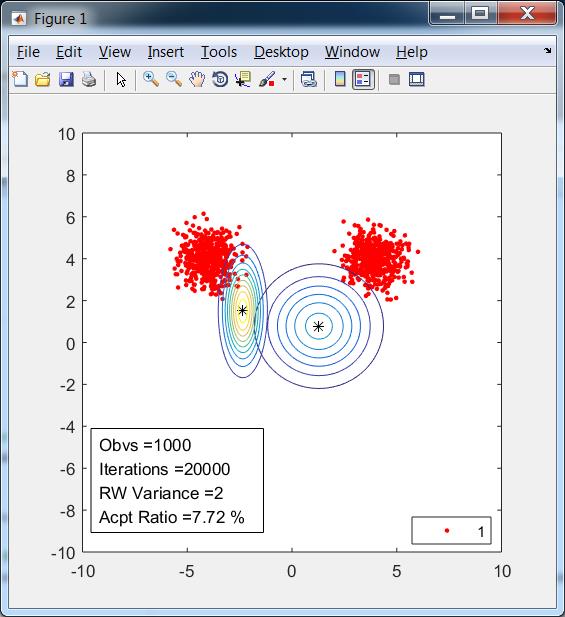 Figure 1
File Edit View Insert Tools Desktop Window Help
10
8
6
4
2
0
-2
-4
-6
-8
-10
Obvs =1000
Iterations =20000
RW Variance =2
Acpt Ratio =7.72 %
1
-10 -5 0 5 10